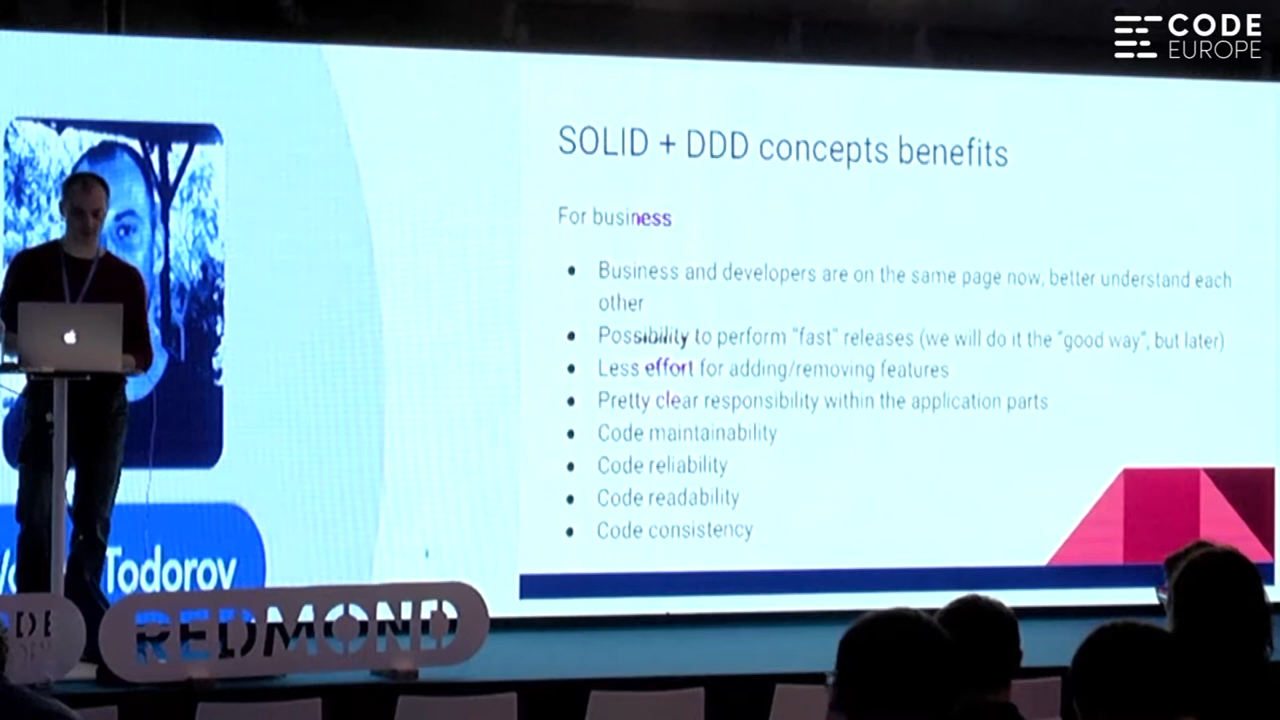 CODE
EUROPE
SOLID + DDD concepts benefits
For business
• Business and developers are on the same page now, better understand each
other
• Possibility to perform "fast" releases (we will do it the "good way", but later)
• Less effort for adding/removing features
• Pretty clear responsibility within the application parts
• Code maintainability
• Code reliability
• Code readability
• Code consistency
Todorov
REDMOND